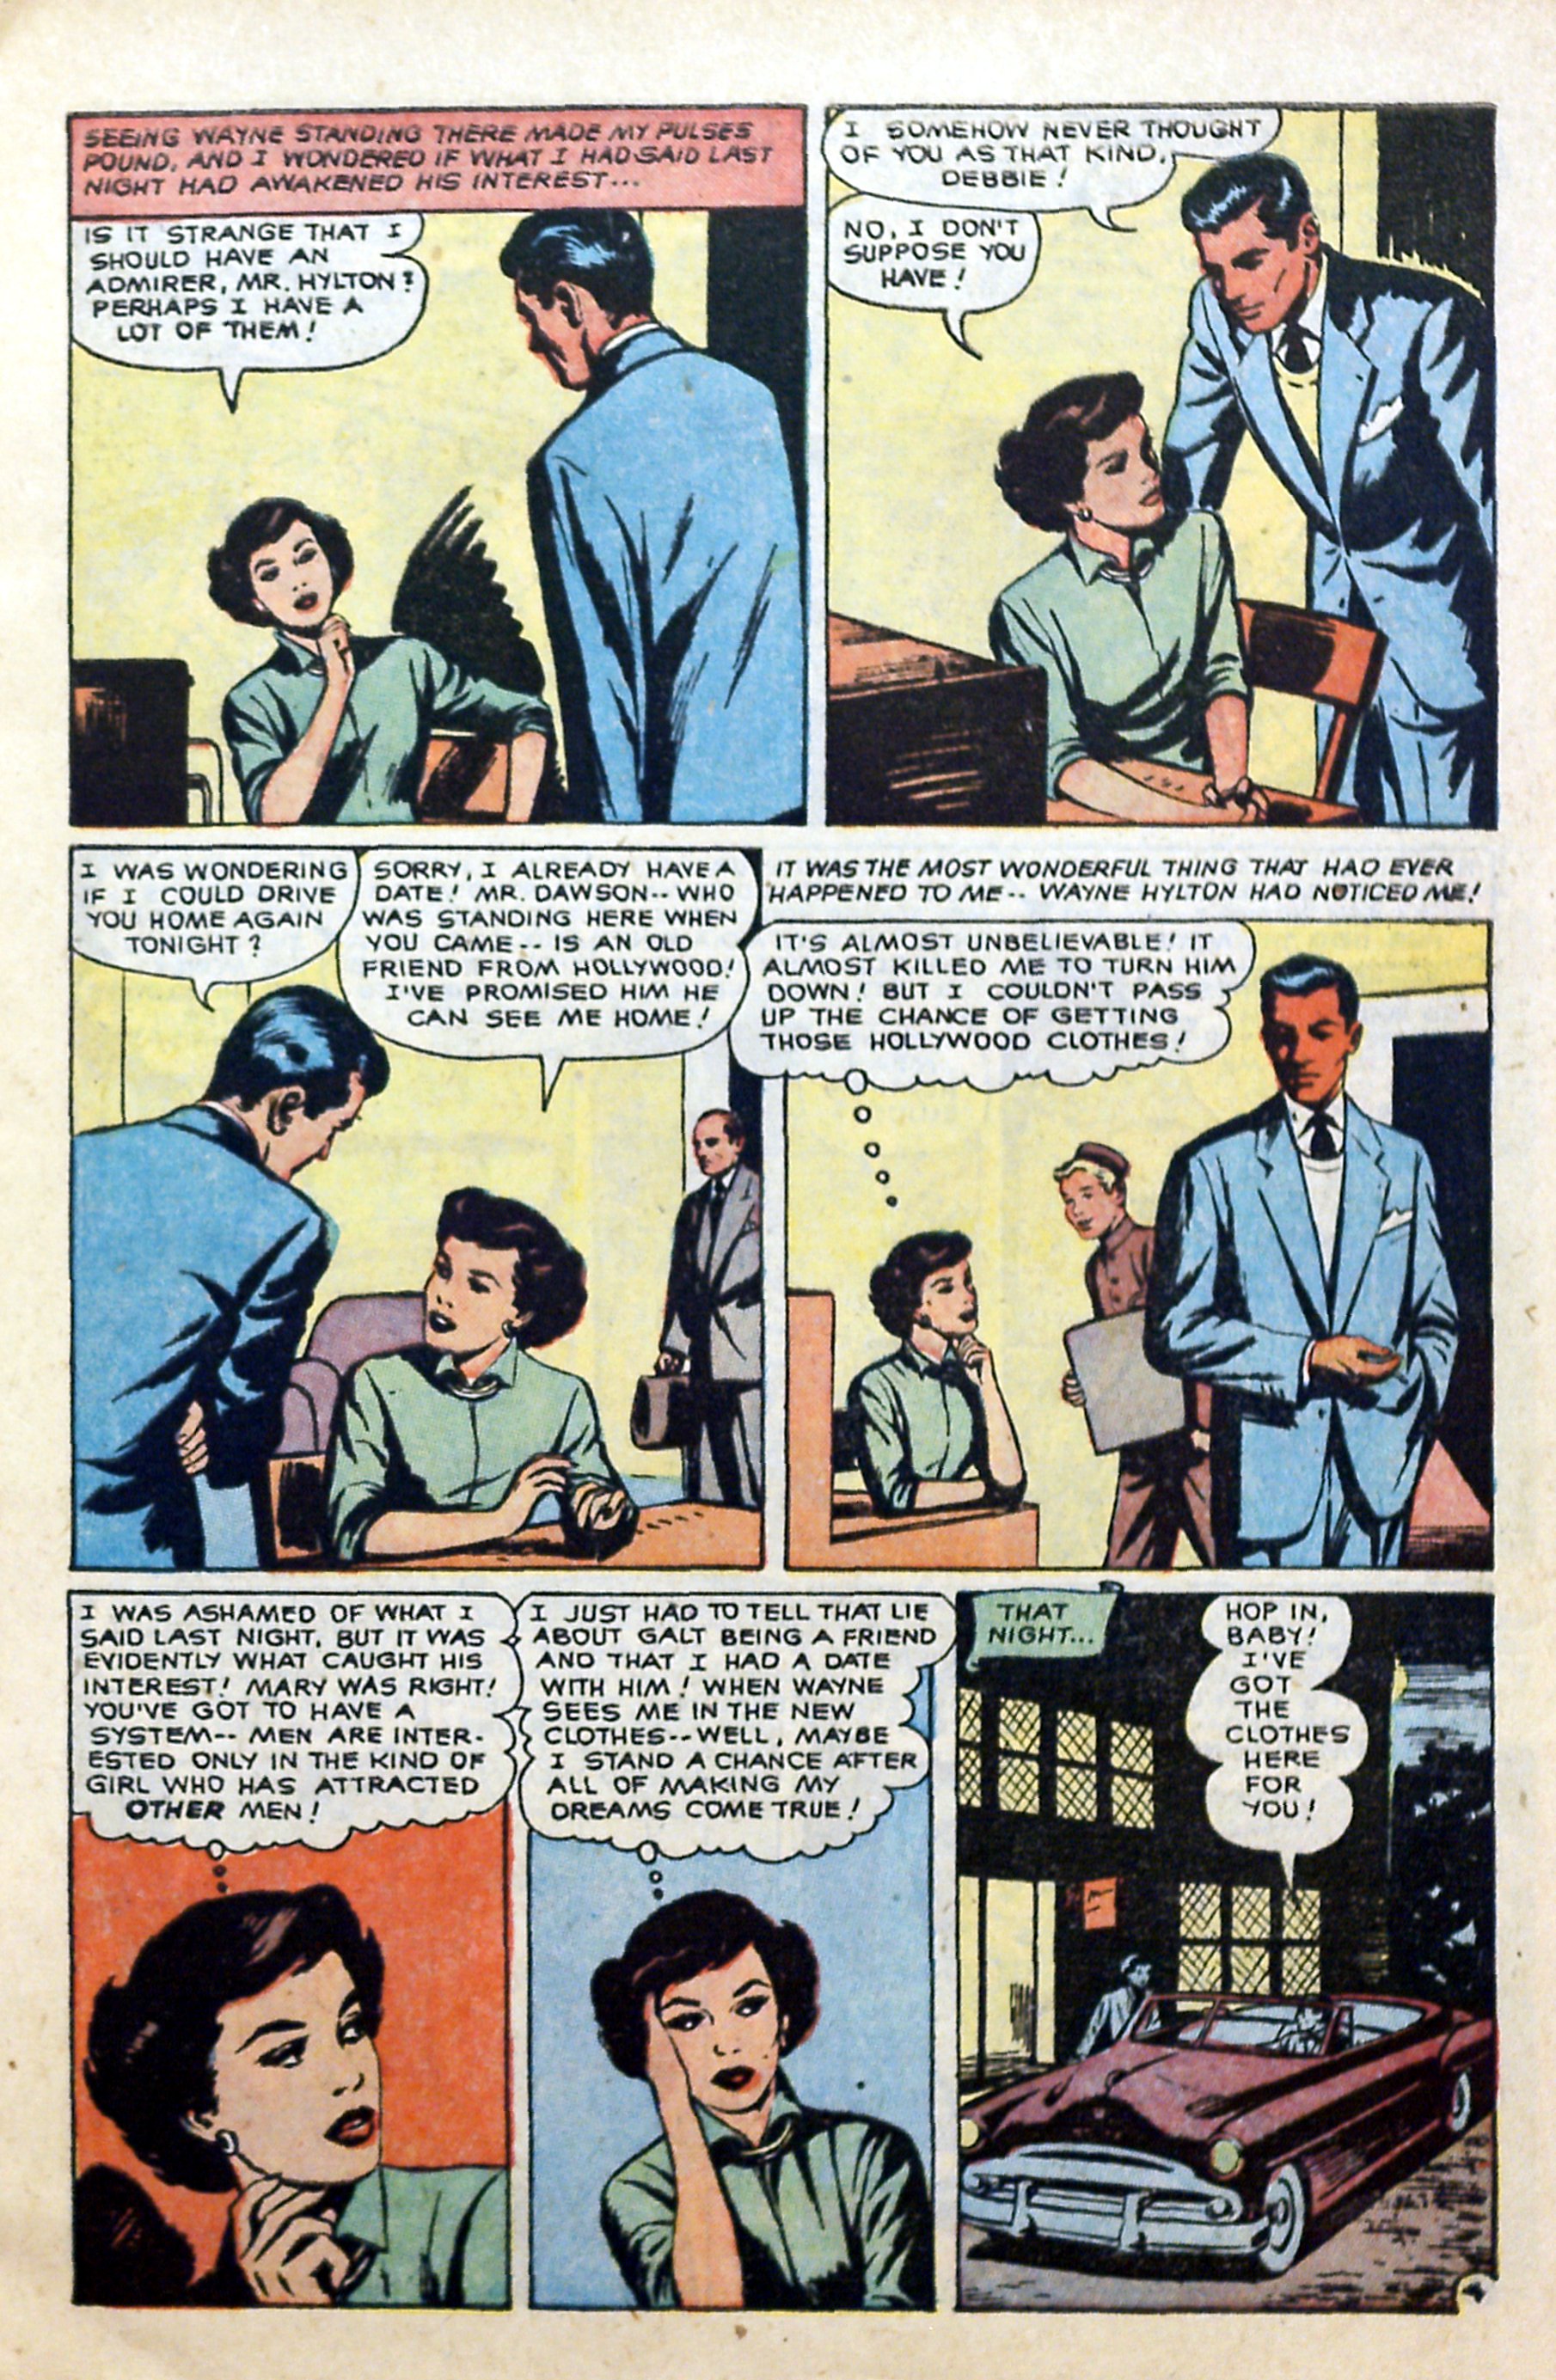 SEEING WAYNE STANDING THERE MADE MY PULSES
POUND, AND I WONDERED IF WHAT I HAD SAID LAST
NIGHT HAD AWAKENED HIS INTEREST...
IS IT STRANGE THAT I
SHOULD HAVE AN
ADMIRER, MR. HYLTON?
PERHAPS I HAVE A
LOT OF THEM!
I SOMEHOW NEVER THOUGHT
OF YOU AS THAT KIND,
DEBBIE!
NO, I DON'T
SUPPOSE YOU
HAVE!
I WAS WONDERING
IF I COULD DRIVE
YOU HOME AGAIN
TONIGHT?
SORRY, I ALREADY HAVE A
DATE! MR. DAWSON-- WHO
WAS STANDING HERE WHEN
YOU CAME-- IS AN OLD
FRIEND FROM HOLLYWOOD!
I'VE PROMISED HIM HE
CAN SEE ME HOME!
IT WAS THE MOST WONDERFUL THING THAT HAD EVER
HAPPENED TO ME-- WAYNE HYLTON HAD NOTICED ME!
IT'S ALMOST UNBELIEVABLE! IT
ALMOST KILLED ME TO TURN HIM
DOWN! BUT I COULDN'T PASS
UP THE CHANCE OF GETTING
THOSE HOLLYWOOD CLOTHES!
I WAS ASHAMED OF WHAT I
SAID LAST NIGHT, BUT IT WAS
EVIDENTLY WHAT CAUGHT HIS
INTEREST! MARY WAS RIGHT!
YOU'VE GOT TO HAVE A
SYSTEM-- MEN ARE INTER-
ESTED ONLY IN THE KIND OF
GIRL WHO HAS ATTRACTED
OTHER MEN!
I JUST HAD TO TELL THAT LIE
ABOUT GALT BEING A FRIEND
AND THAT I HAD A DATE
WITH HIM! WHEN WAYNE
SEES ME IN THE NEW
CLOTHES--WELL, MAYBE
I STAND A CHANCE AFTER
ALL OF MAKING MY
DREAMS COME TRUE!
THAT
NIGHT...
HOP IN,
BABY!
I'VE
GOT
THE
CLOTHES
HERE
FOR
YOU!
4